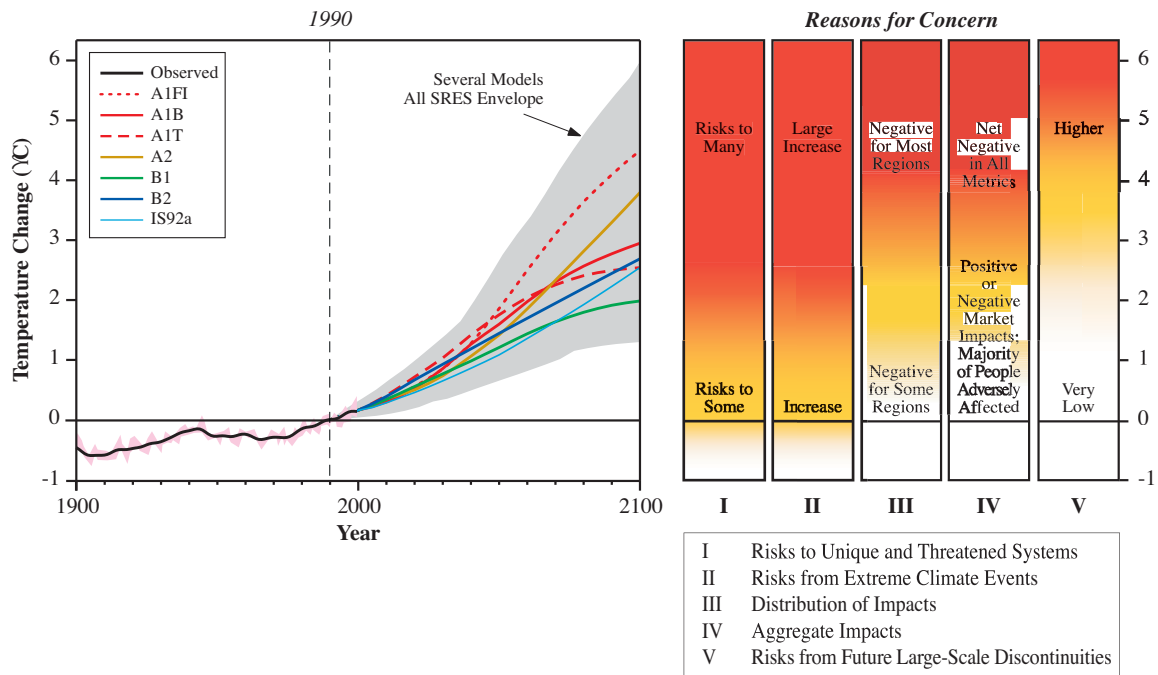 1990
Temperature Change (ϒC)
6
5
4
3
2
1
0
-1
Observed
A1FI
A1B
A1T
A2
B1
B2
IS92a
Several Models
All SRES Envelope
1900
2000
2100
Year
Reasons for Concern
Risks to
Many
Risks to
Some
Large
Increase
Increase
Negative
for Most
Regions
Negative
for Some
Regions
Net
Negative
in All
Metrics
Positive
or
Negative
Market
Impacts;
Majority
of People
Adversely
Affected
Higher
Very
Low
6
5
4
3
2
1
0
-1
I
II
III
IV
V
I Risks to Unique and Threatened Systems
II Risks from Extreme Climate Events
III Distribution of Impacts
IV Aggregate Impacts
V Risks from Future Large-Scale Discontinuities